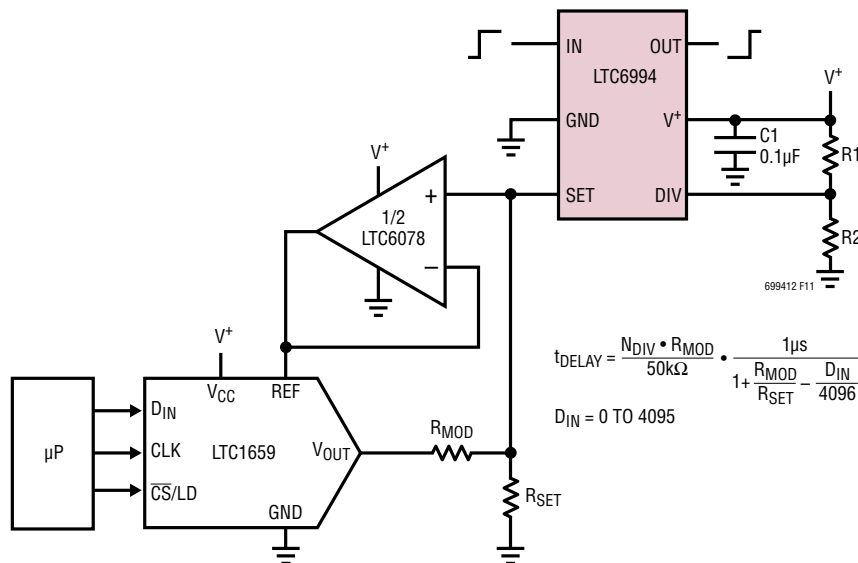 IN
OUT
LTC6994
V+
GND
V+
C1
0.1µF
R1
V+
SET
DIV
+
1/2
LTC6078
–
R2
699412 F11
V+
tDELAY = NDIV • RMOD / 50kΩ • 1µs / 1+ RMOD / RSET – DIN / 4096
DIN = 0 TO 4095
VCC
REF
DIN
RMOD
µP
CLK
LTC1659
VOUT
C̅S̅/LD
RSET
GND